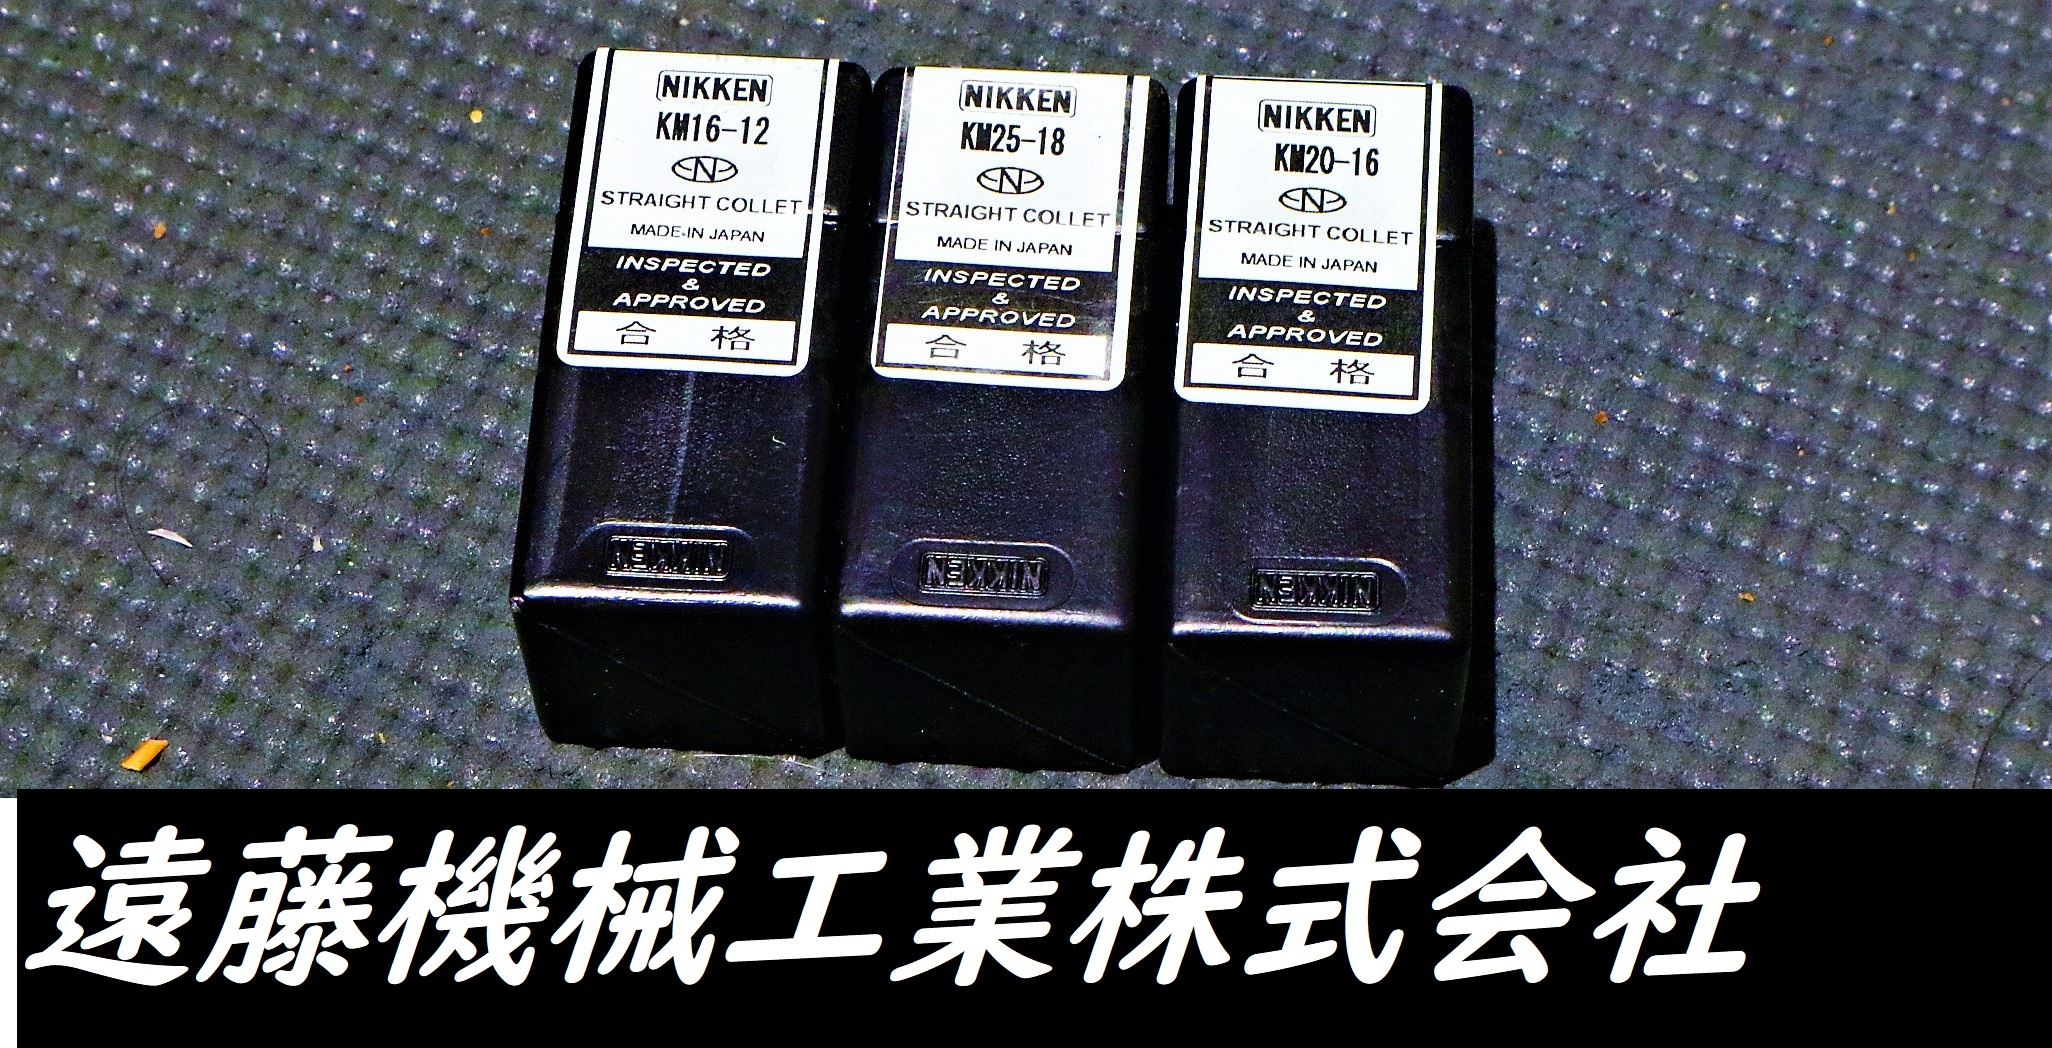 NIKKEN
KM16-12
N
STRAIGHT COLLET
MADE IN JAPAN
INSPECTED
&
APPROVED
合 格
NIKKEN
NIKKEN
KM25-18
N
STRAIGHT COLLET
MADE IN JAPAN
INSPECTED
&
APPROVED
合 格
NIKKEN
NIKKEN
KM20-16
N
STRAIGHT COLLET
MADE IN JAPAN
INSPECTED
&
APPROVED
合 格
NIKKEN
遠藤機械工業株式会社